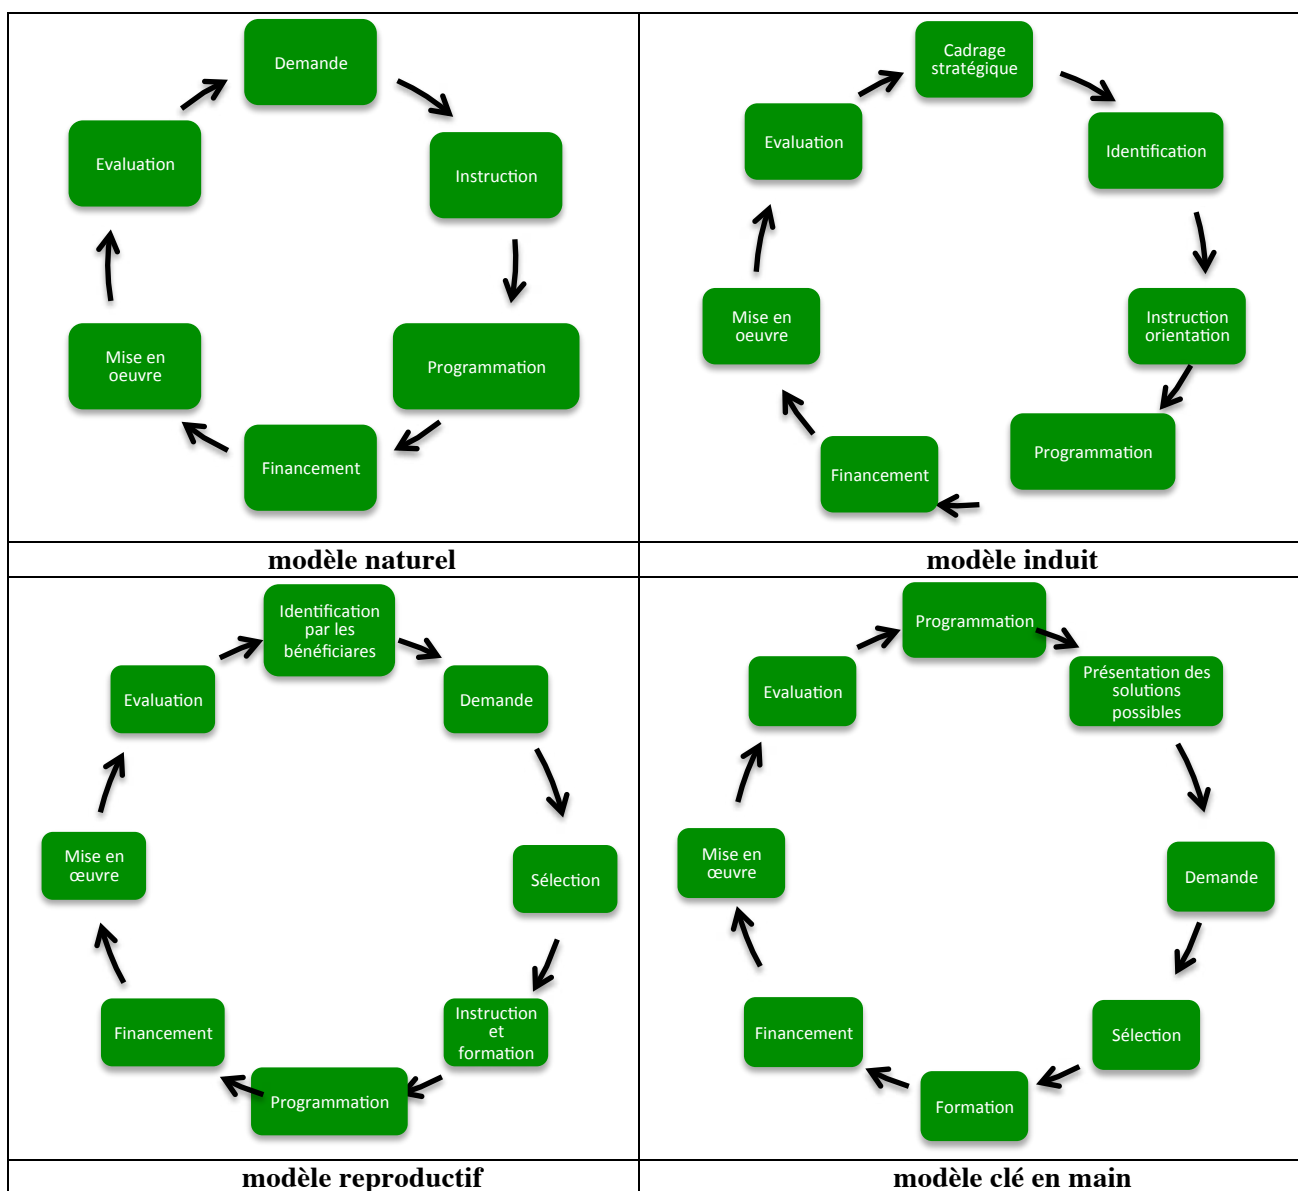 Demande
Instruction
Programmation
Financement
Mise en
oeuvre
Evaluation
modèle naturel
Cadrage
stratégique
Identification
Instruction
orientation
Programmation
Financement
Mise en
oeuvre
Evaluation
modèle induit
Identification
par les
bénéficiares
Demande
Sélection
Instruction
et
formation
Programmation
Financement
Mise en
œuvre
Evaluation
modèle reproductif
Programmation
Présentation des
solutions
possibles
Demande
Sélection
Formation
Financement
Mise en
œuvre
Evaluation
modèle clé en main